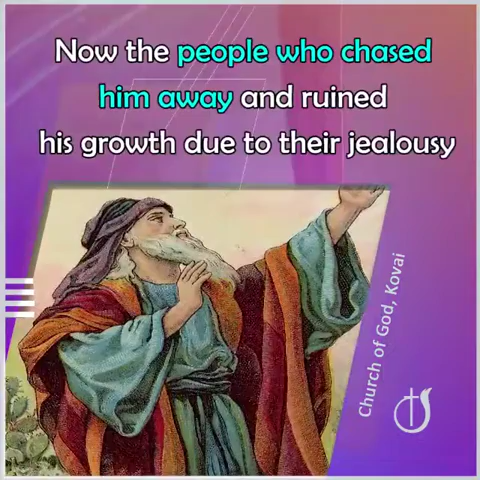 Now the people who chased
him away and ruined
his growth due to their jealousy
Church of God, Kovai